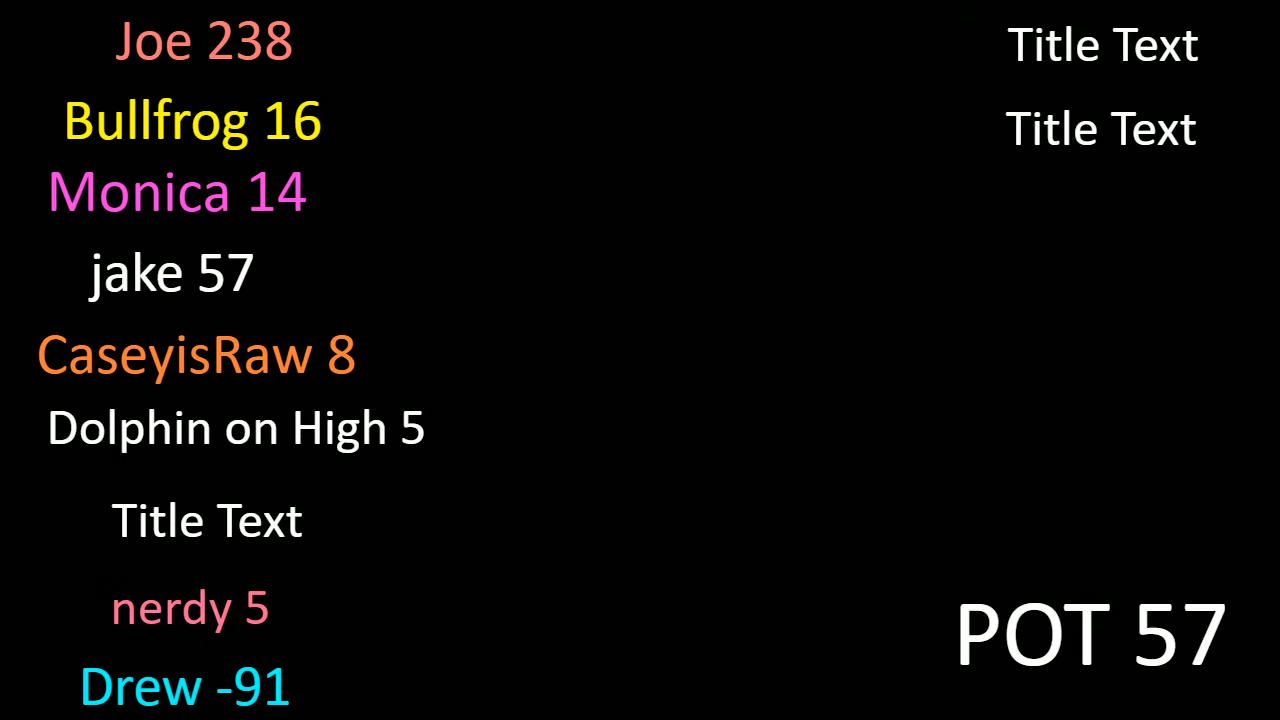 Joe 238
Bullfrog 16
Monica 14
jake 57
CaseyisRaw 8
Dolphin on High 5
Title Text
nerdy 5
Drew -91
Title Text
Title Text
POT 57